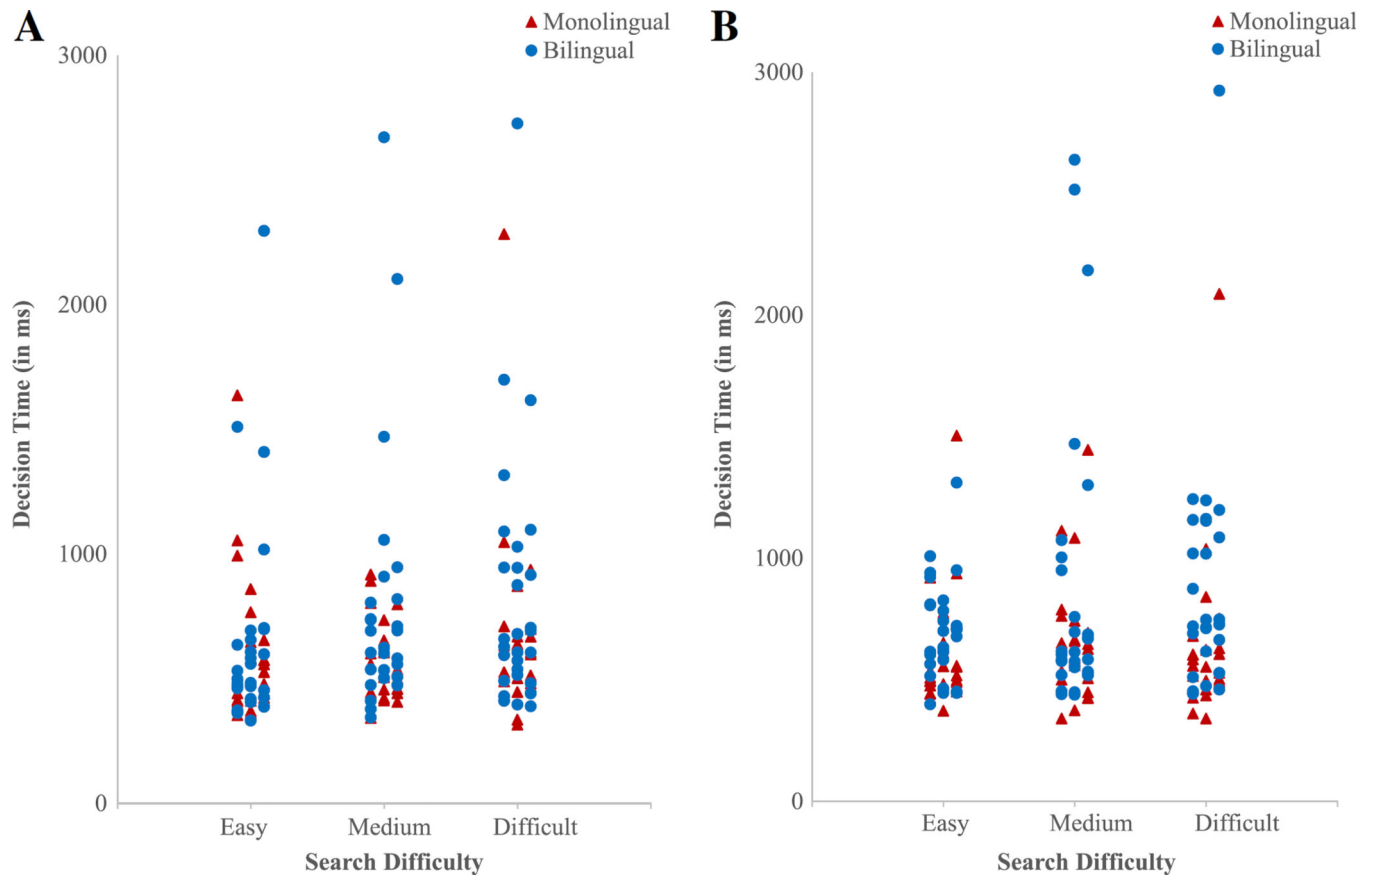 A
Monolingual
Bilingual
3000
2000
1000
0
Decision Time (in ms)
Easy
Medium
Difficult
Search Difficulty
B
Monolingual
Bilingual
3000
2000
1000
0
Decision Time (in ms)
Easy
Medium
Difficult
Search Difficulty